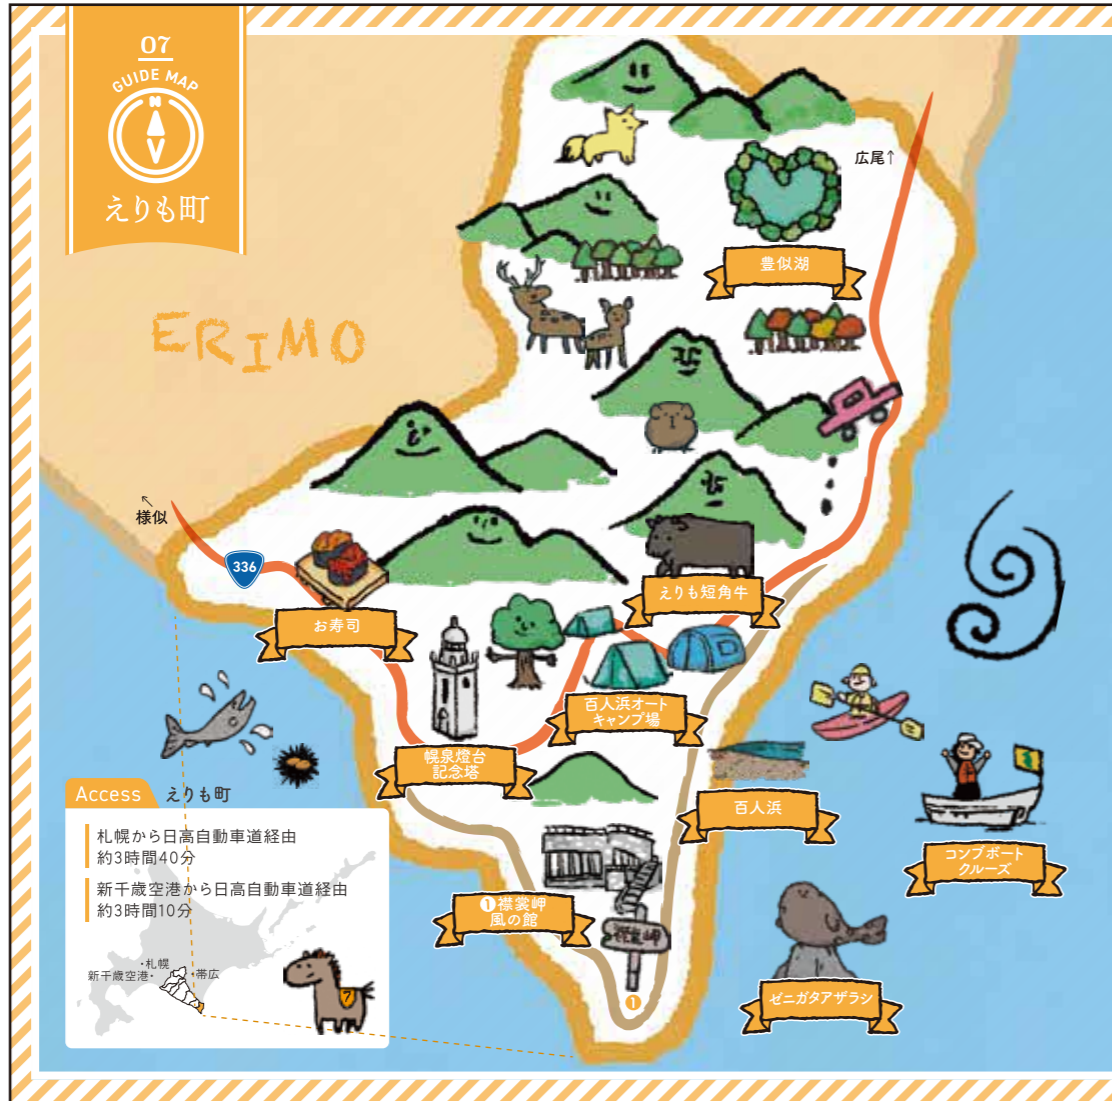 07
GUIDE MAP
N
えりも町
ERIMO
広尾↑
豊似湖
↖
様似
336
お寿司
えりも短角牛
百人浜オート
キャンプ場
幌泉燈台
記念塔
百人浜
コンブボート
クルーズ
❶襟裳岬
風の館
襟裳岬
❶
ゼニガタアザラシ
Access
えりも町
札幌から日高自動車道経由
約3時間40分
新千歳空港から日高自動車道経由
約3時間10分
・札幌
新千歳空港・
・帯広
7